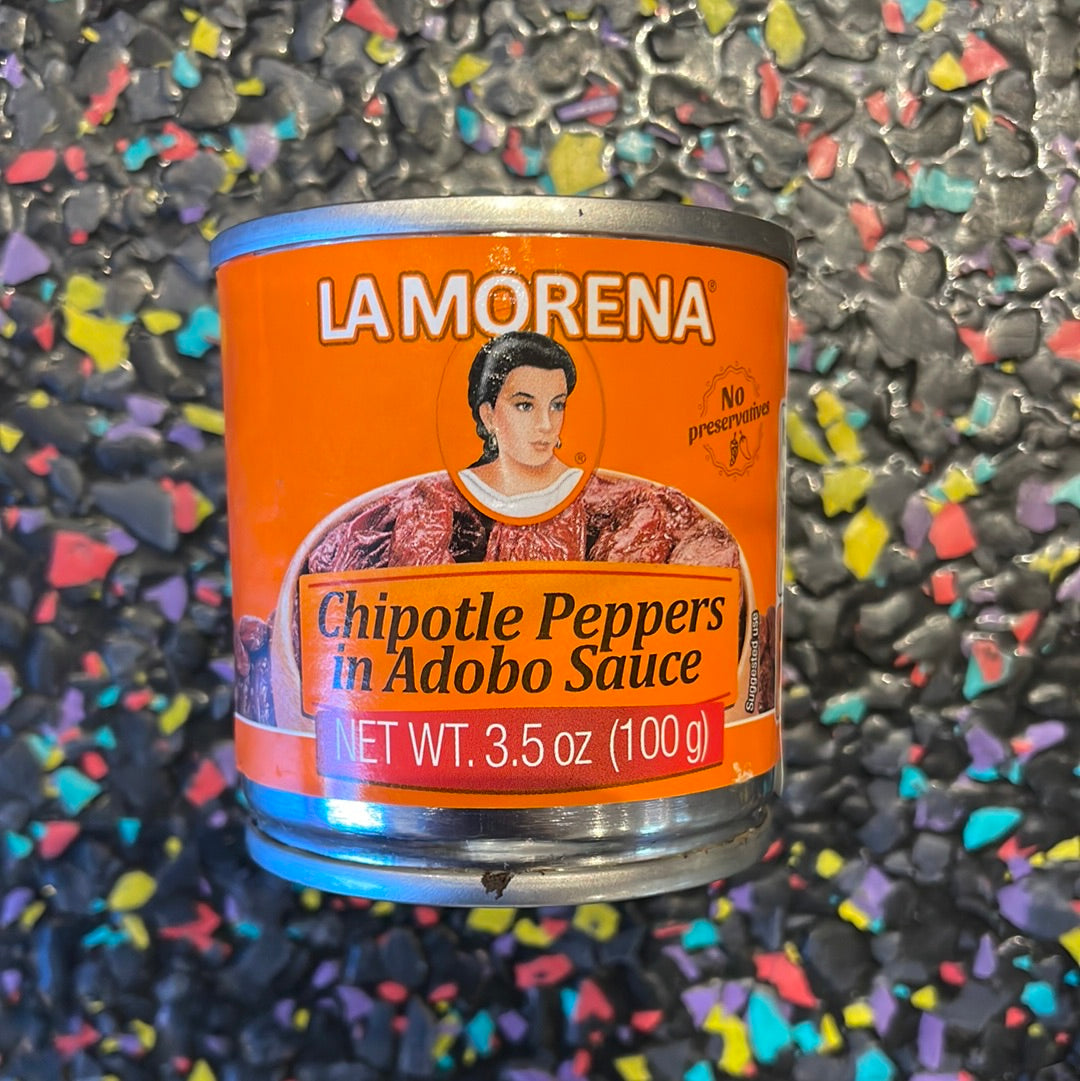 LA MORENA®
No
preservatives
®
Chipotle Peppers
in Adobo Sauce
Suggested use
NET WT. 3.5 oz (100 g)